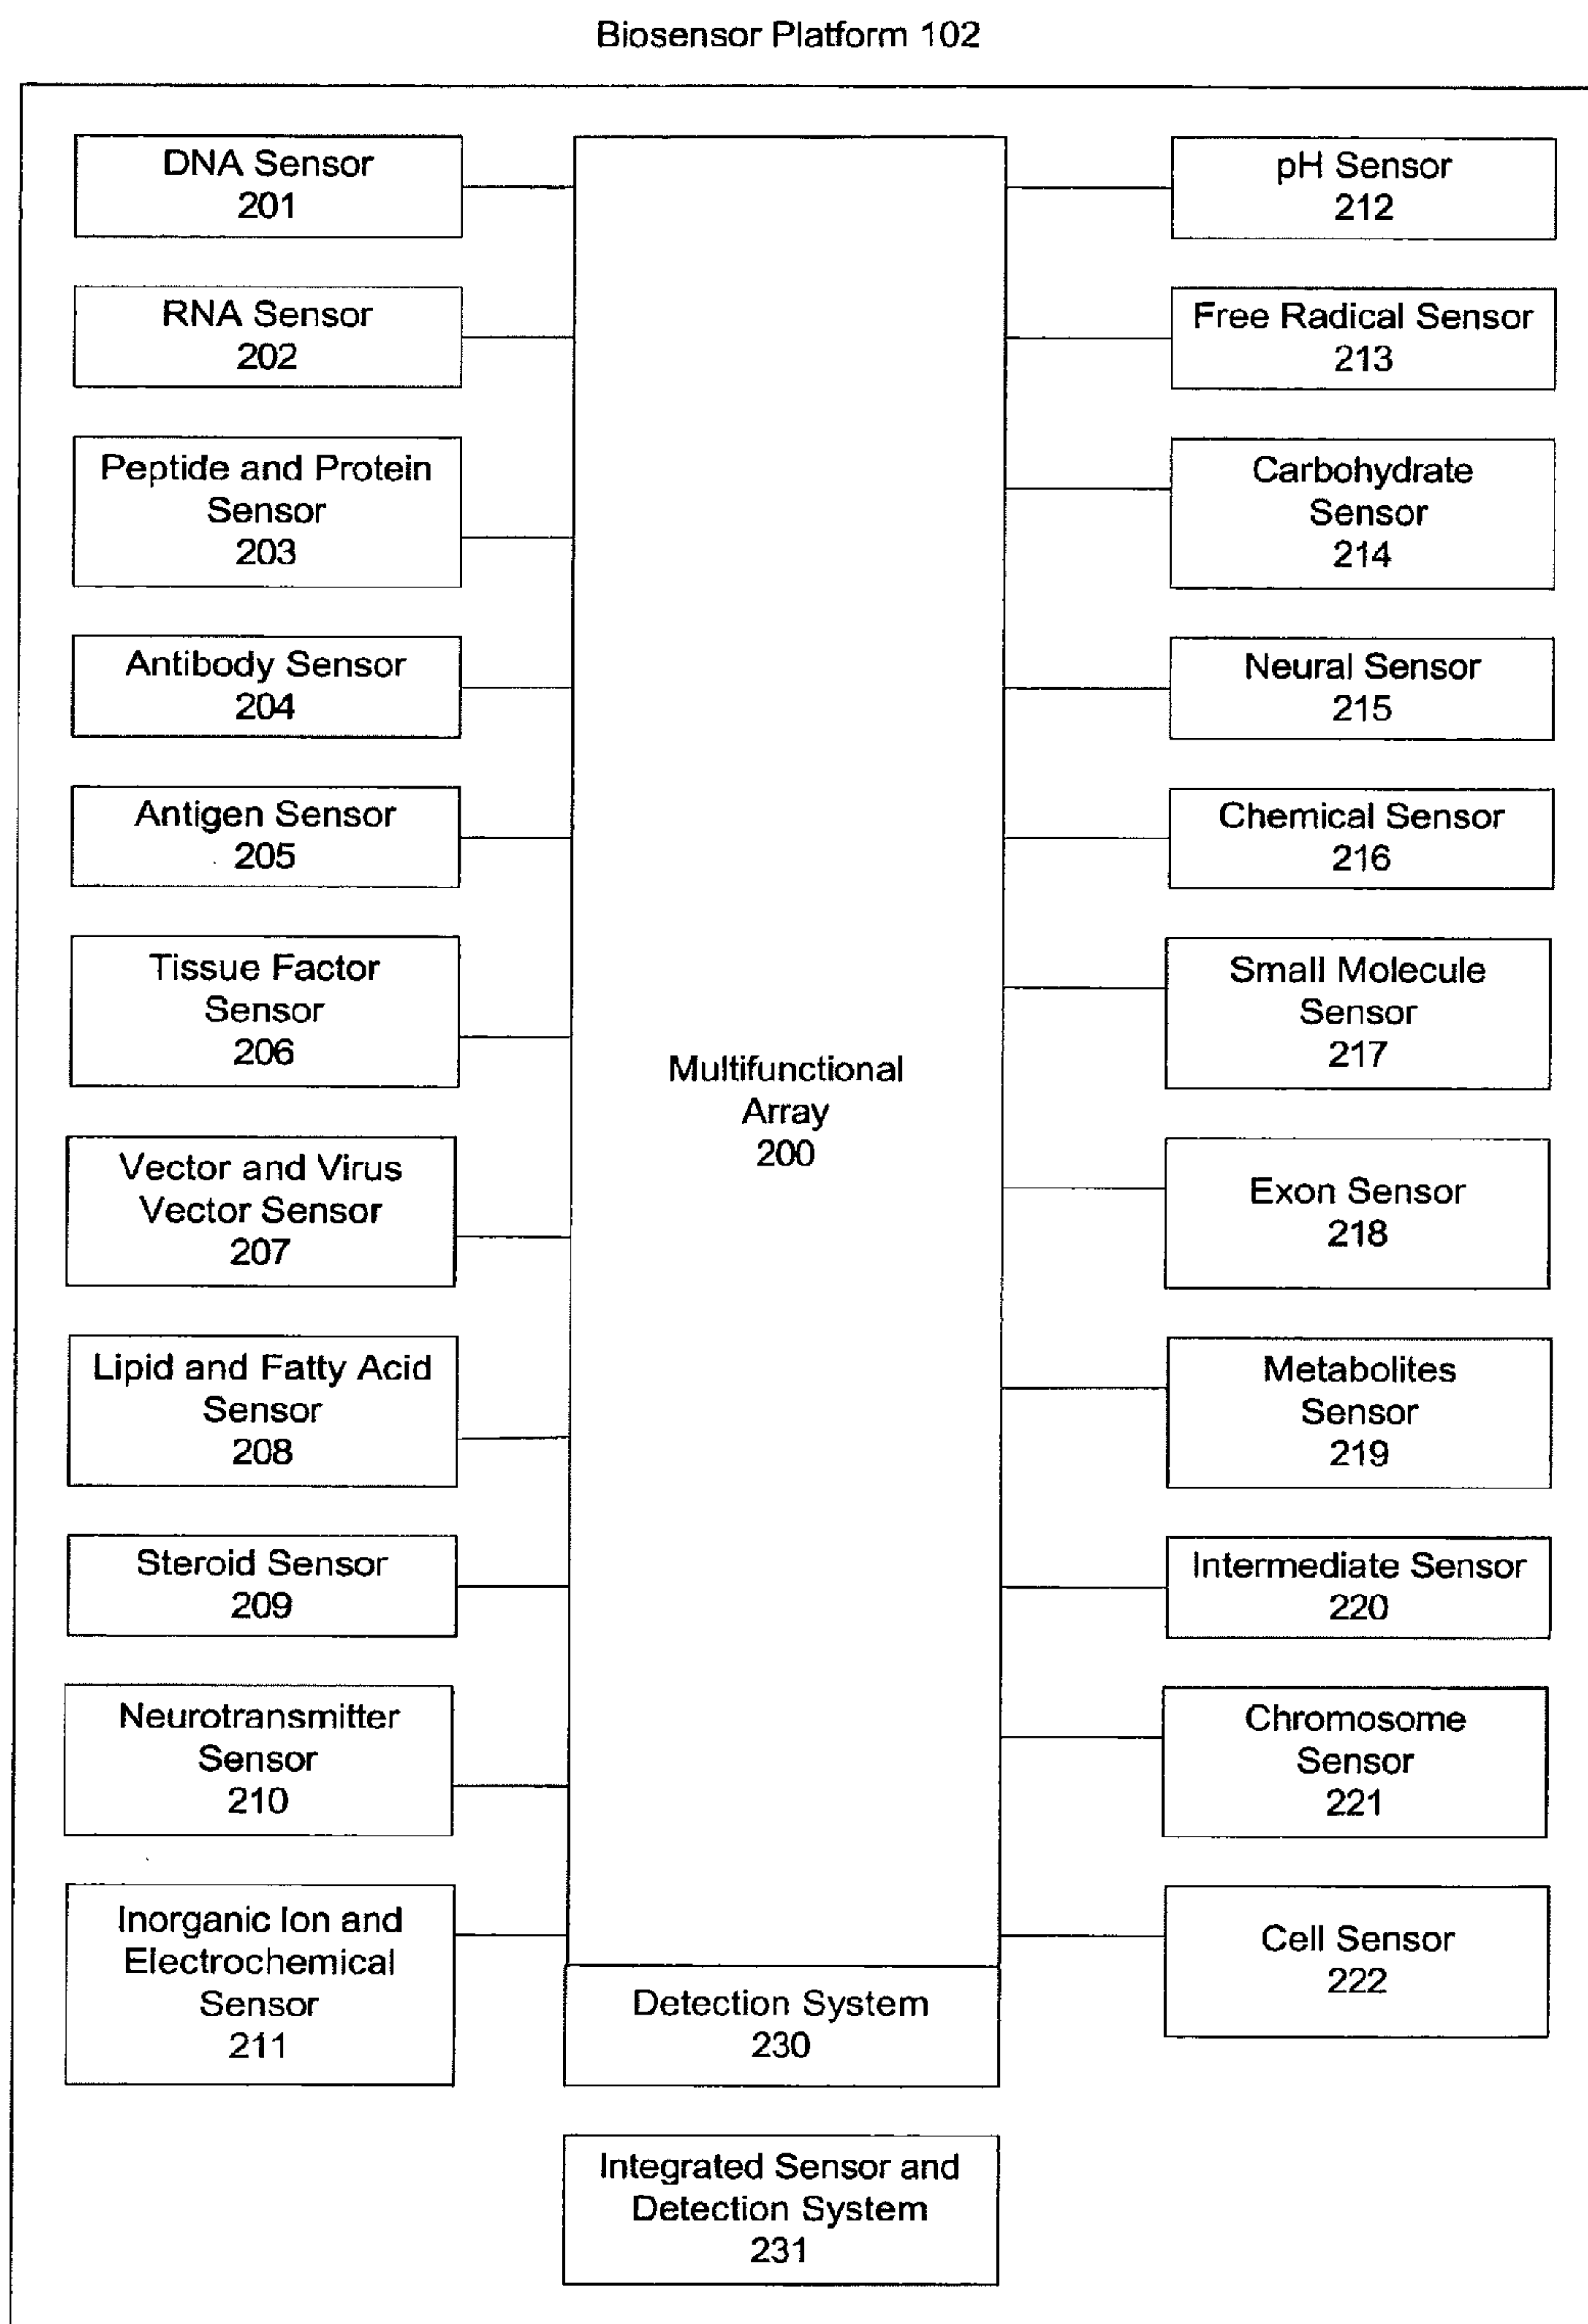 Biosensor Platform 102
DNA Sensor
201
RNA Sensor
202
Peptide and Protein
Sensor
203
Antibody Sensor
204
Antigen Sensor
205
Tissue Factor
Sensor
206
Vector and Virus
Vector Sensor
207
Lipid and Fatty Acid
Sensor
208
Steroid Sensor
209
Neurotransmitter
Sensor
210
Inorganic Ion and
Electrochemical
Sensor
211
Multifunctional
Array
200
Detection System
230
Integrated Sensor and
Detection System
231
pH Sensor
212
Free Radical Sensor
213
Carbohydrate
Sensor
214
Neural Sensor
215
Chemical Sensor
216
Small Molecule
Sensor
217
Exon Sensor
218
Metabolites
Sensor
219
Intermediate Sensor
220
Chromosome
Sensor
221
Cell Sensor
222